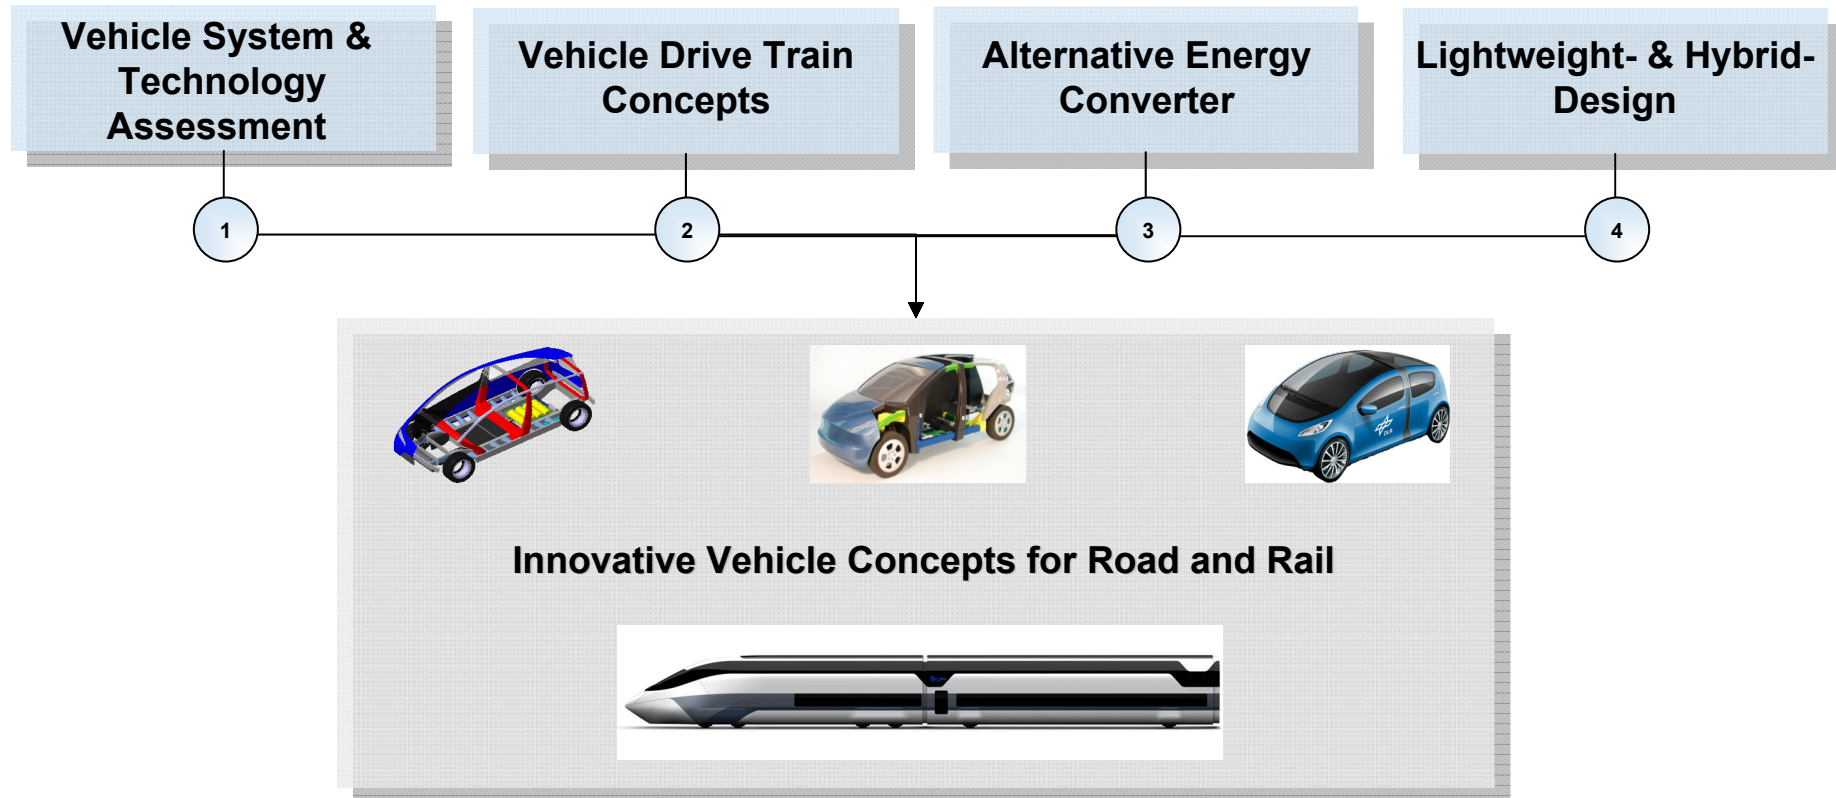 Vehicle System &
Technology
Assessment
Vehicle Drive Train
Concepts
Alternative Energy
Converter
Lightweight- & Hybrid-
Design
1
2
3
4
DLR
Innovative Vehicle Concepts for Road and Rail